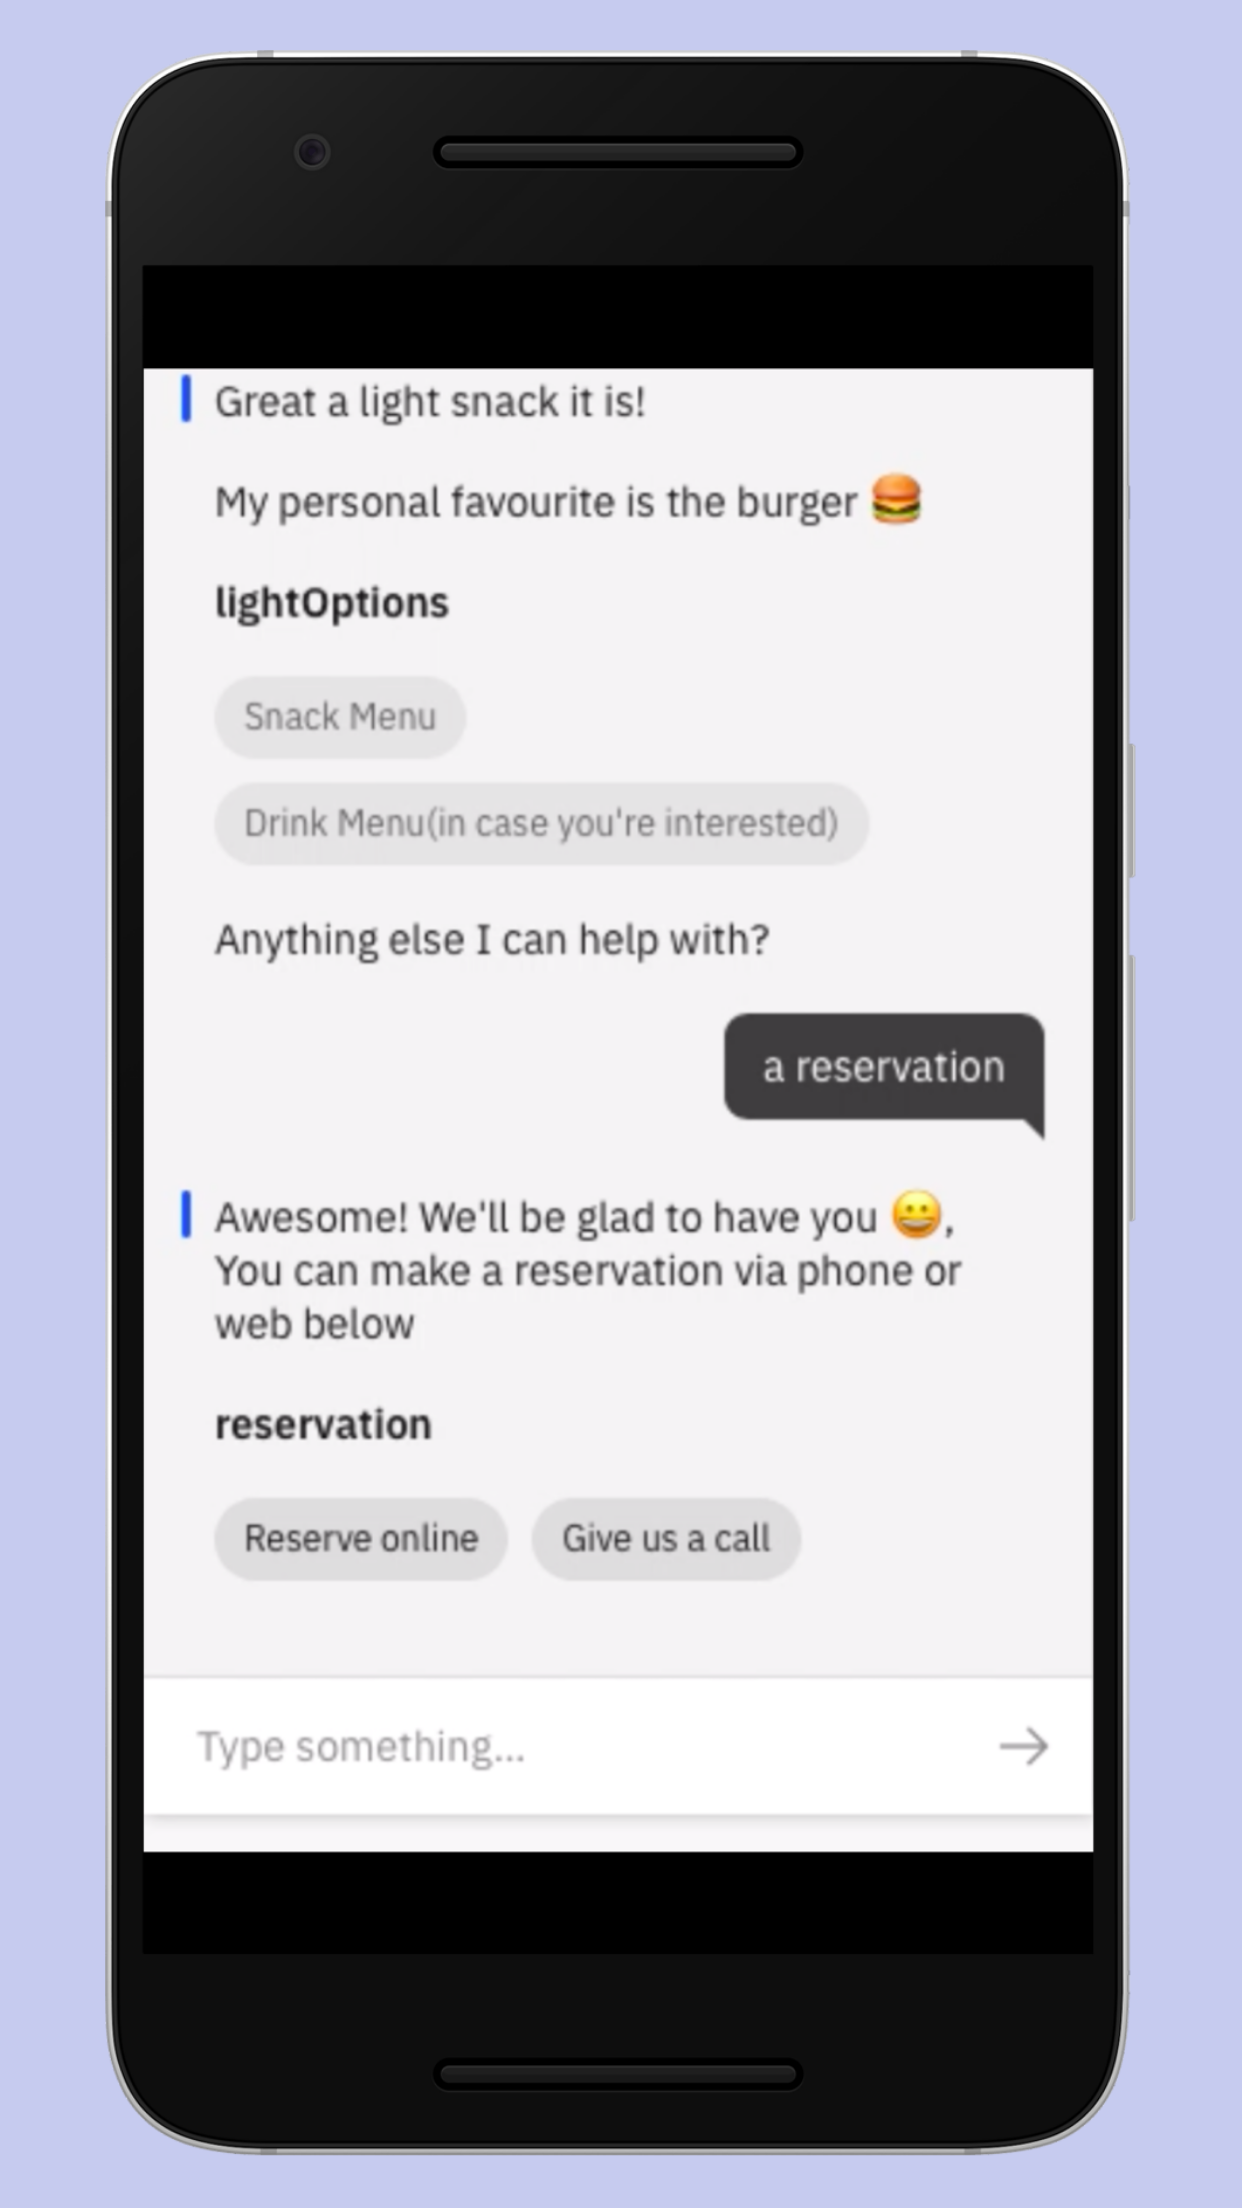 Great a light snack it is!
My personal favourite is the burger 🍔
lightOptions
Snack Menu
Drink Menu(in case you're interested)
Anything else I can help with?
a reservation
Awesome! We'll be glad to have you 😀,
You can make a reservation via phone or
web below
reservation
Reserve online
Give us a call
Type something...